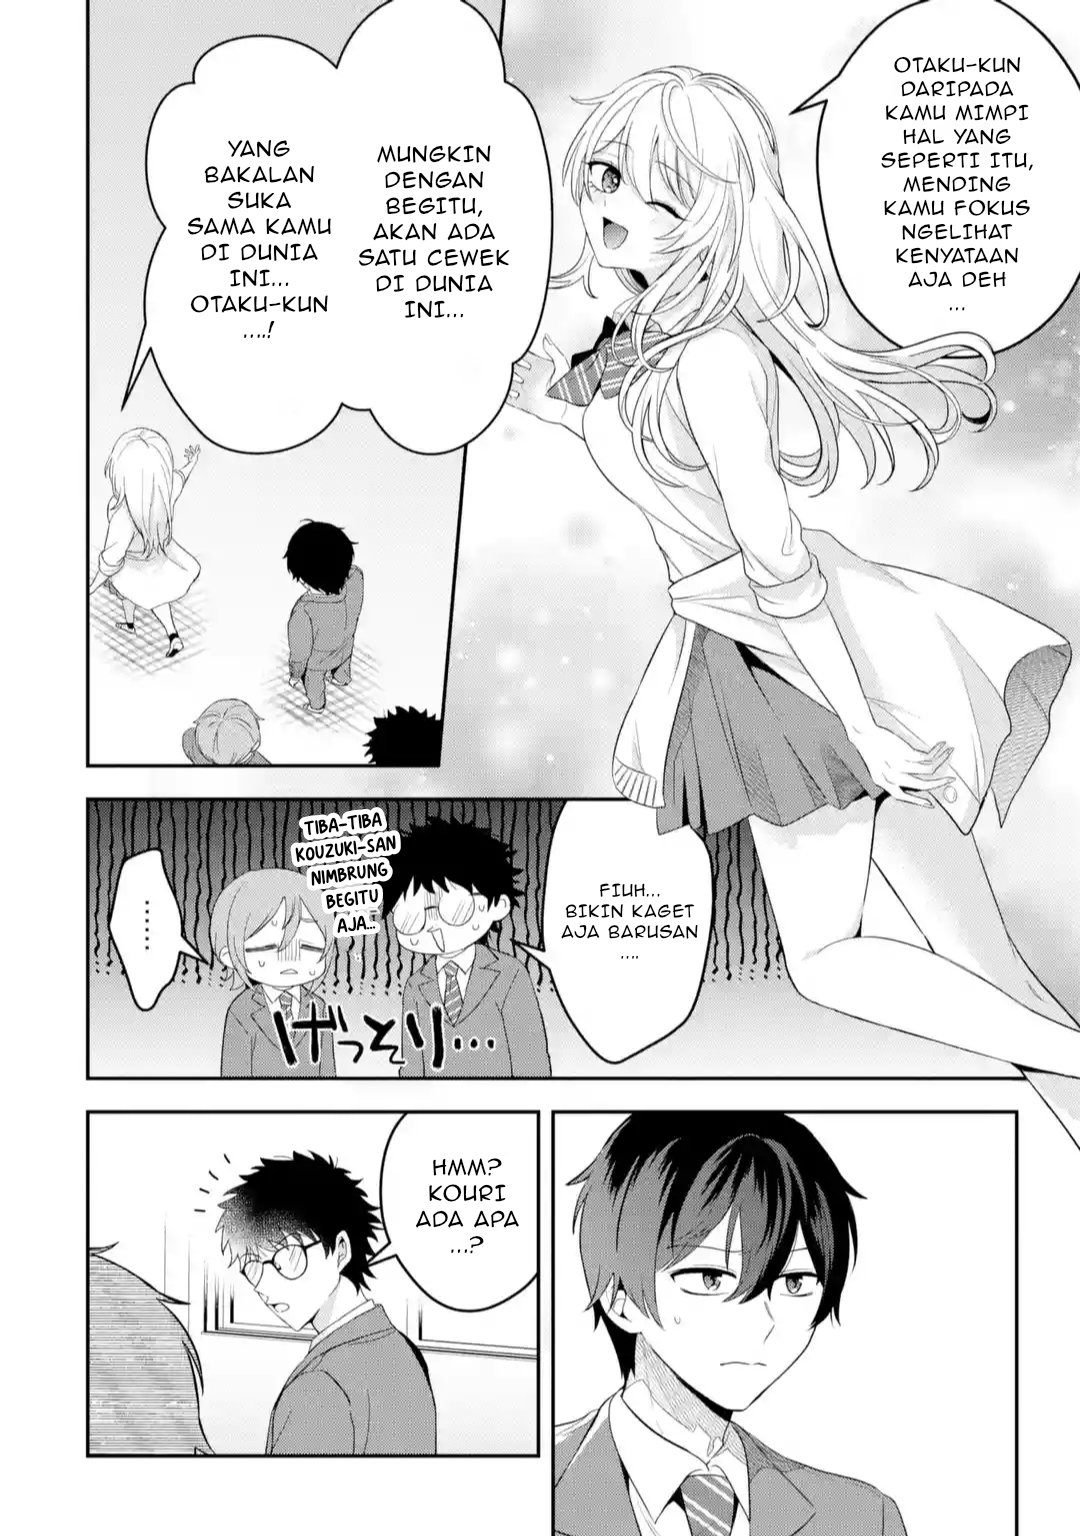 OTAKU-KUN
DARIPADA
KAMU MIMPI
HAL YANG
SEPERTI ITU,
MENDING
KAMU FOKUS
NGELIHAT
KENYATAAN
AJA DEH
...
MUNGKIN
DENGAN
BEGITU,
AKAN ADA
SATU CEWEK
DI DUNIA
INI...
YANG
BAKALAN
SUKA
SAMA KAMU
DI DUNIA
INI...
OTAKU-KUN
....!
FIUH...
BIKIN KAGET
AJA BARUSAN
....
TIBA-TIBA
KOUZUKI-SAN
NIMBRUNG
BEGITU
AJA...
......
げっそり...
HMM?
KOURI
ADA APA
...?